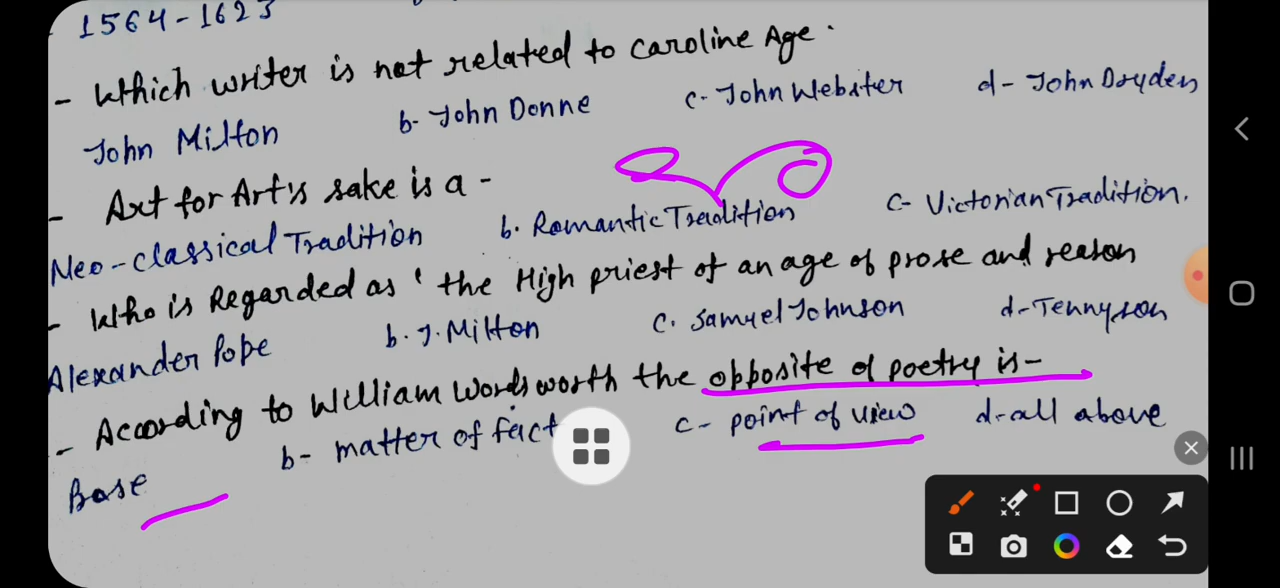 1564-1623
- Which writer is not related to Caroline Age.
John Milton b- John Donne c- John Webster d- John Dryden
- Art for Art's sake is a -
Neo-classical Tradition b. Romantic Tradition c- Victorian Tradition.
- Who is Regarded as ' the High priest of an age of prose and reason
Alexander Pope b. J. Milton c. Samuel Johnson d- Tennyson
- According to William Wordsworth the opposite of poetry is-
Base b- matter of fact c- point of view d- all above